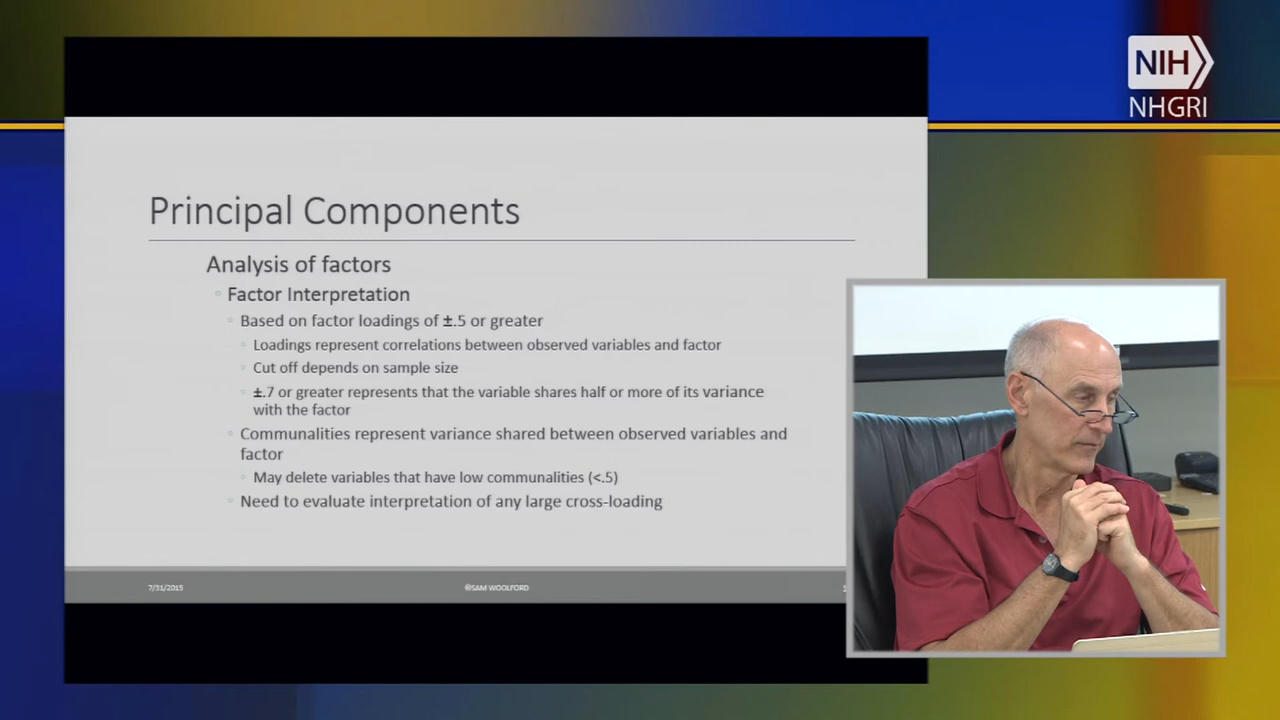 NIH
NHGRI
Principal Components
Analysis of factors
Factor Interpretation
Based on factor loadings of ±.5 or greater
Loadings represent correlations between observed variables and factor
Cut off depends on sample size
±.7 or greater represents that the variable shares half or more of its variance
with the factor
Communalities represent variance shared between observed variables and
factor
May delete variables that have low communalities (<.5)
Need to evaluate interpretation of any large cross-loading
7/31/2015
©SAM WOOLFORD